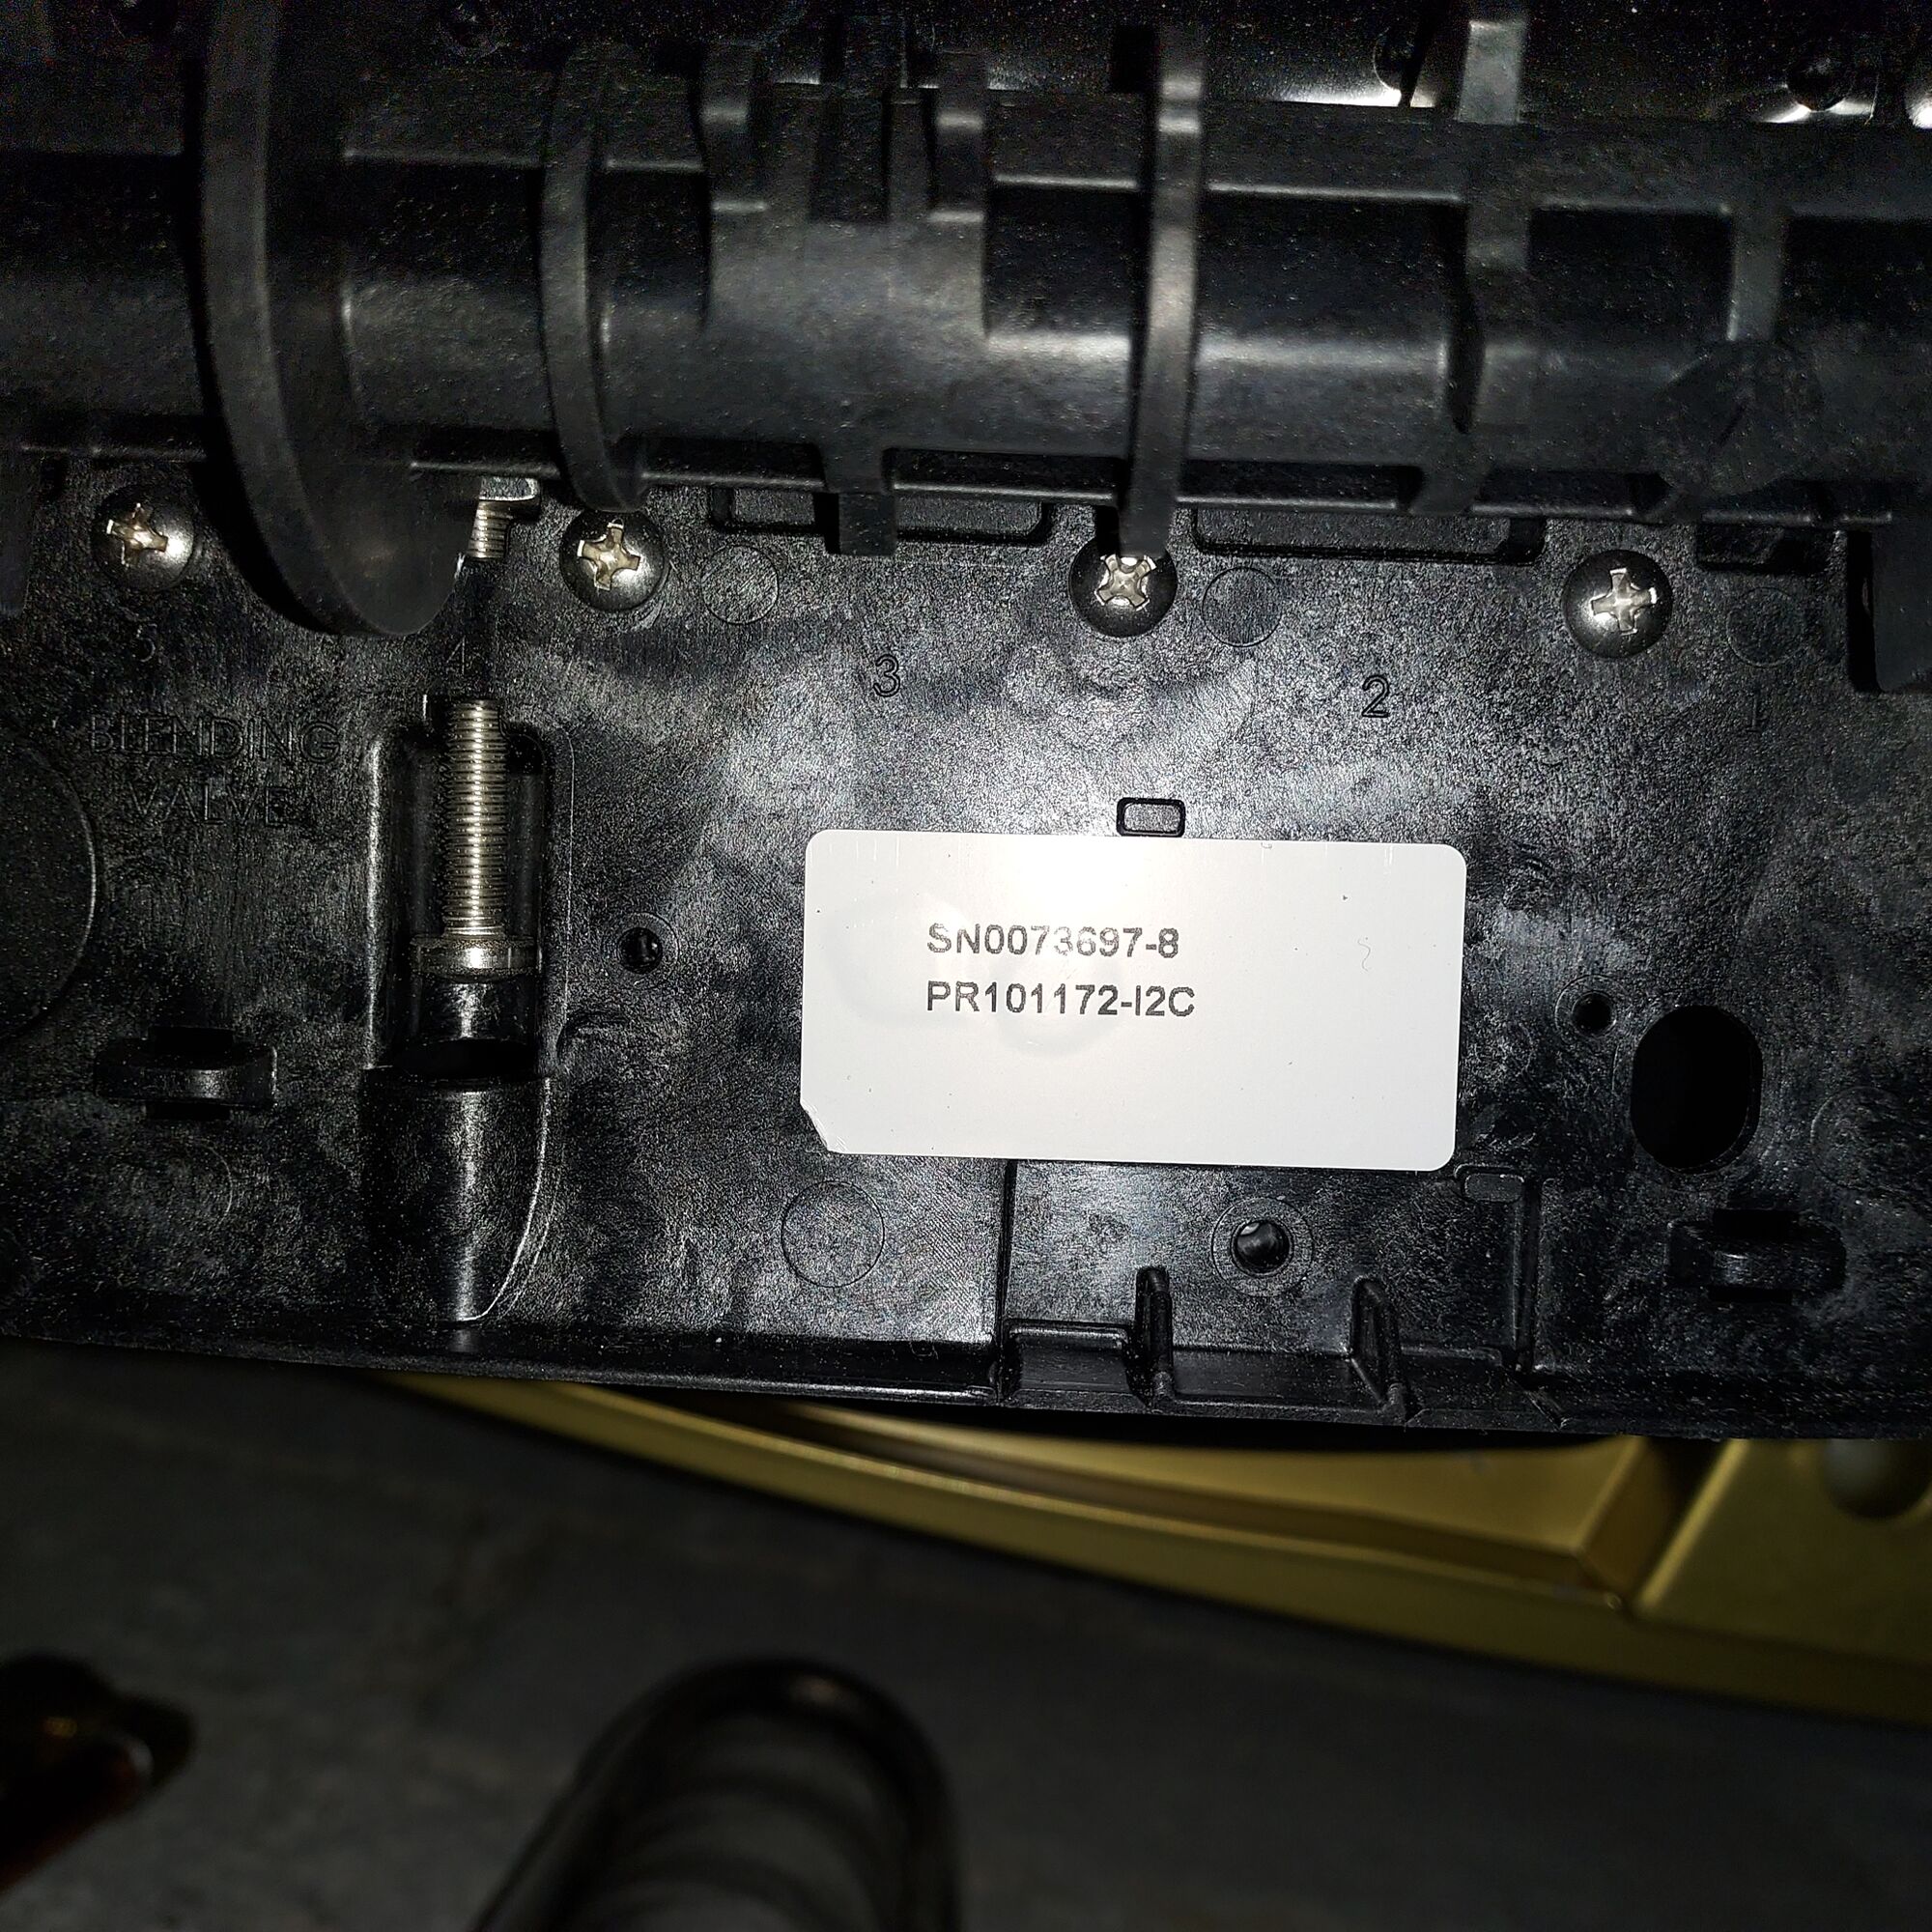 5 4 3 2 1
BLENDING
VALVE
SN0073697-8
PR101172-I2C